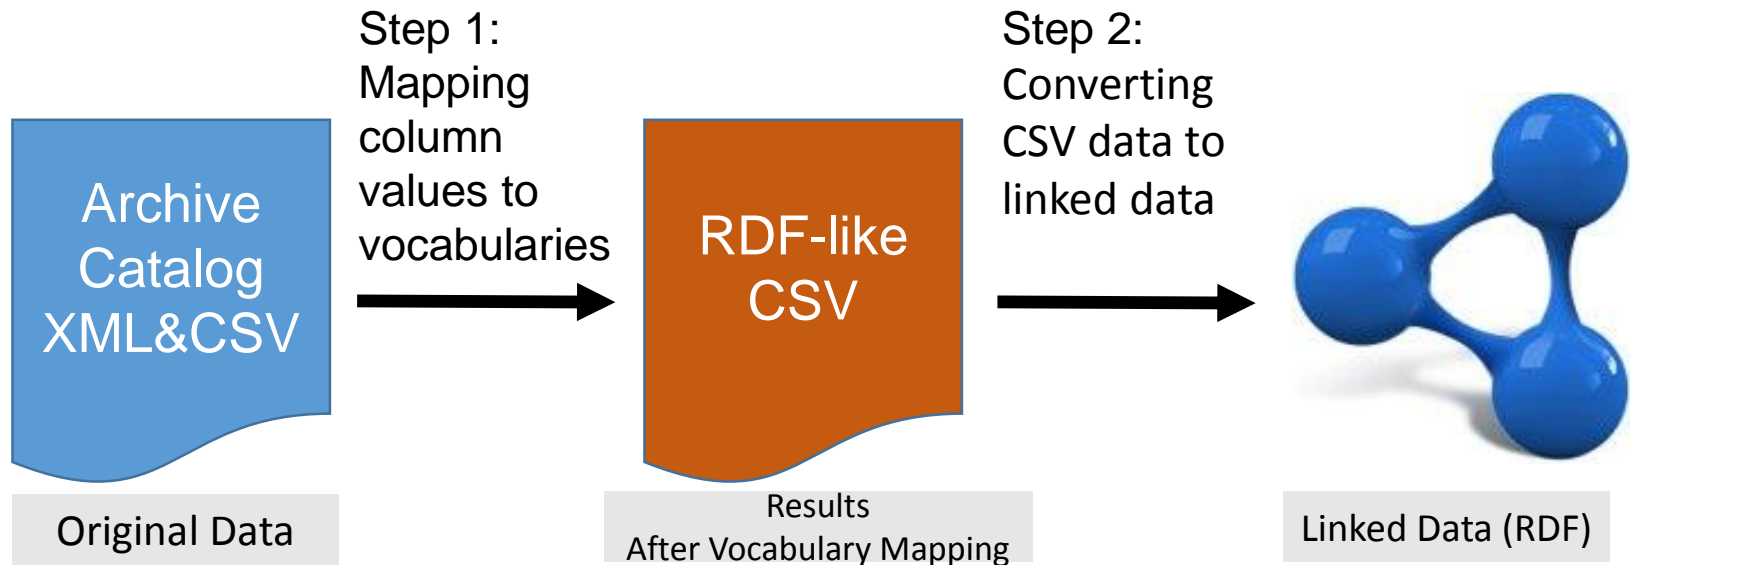 Step 1:
Mapping
column
values to
vocabularies
Step 2:
Converting
CSV data to
linked data
Archive
Catalog
XML&CSV
RDF-like
CSV
Original Data
Results
After Vocabulary Mapping
Linked Data (RDF)